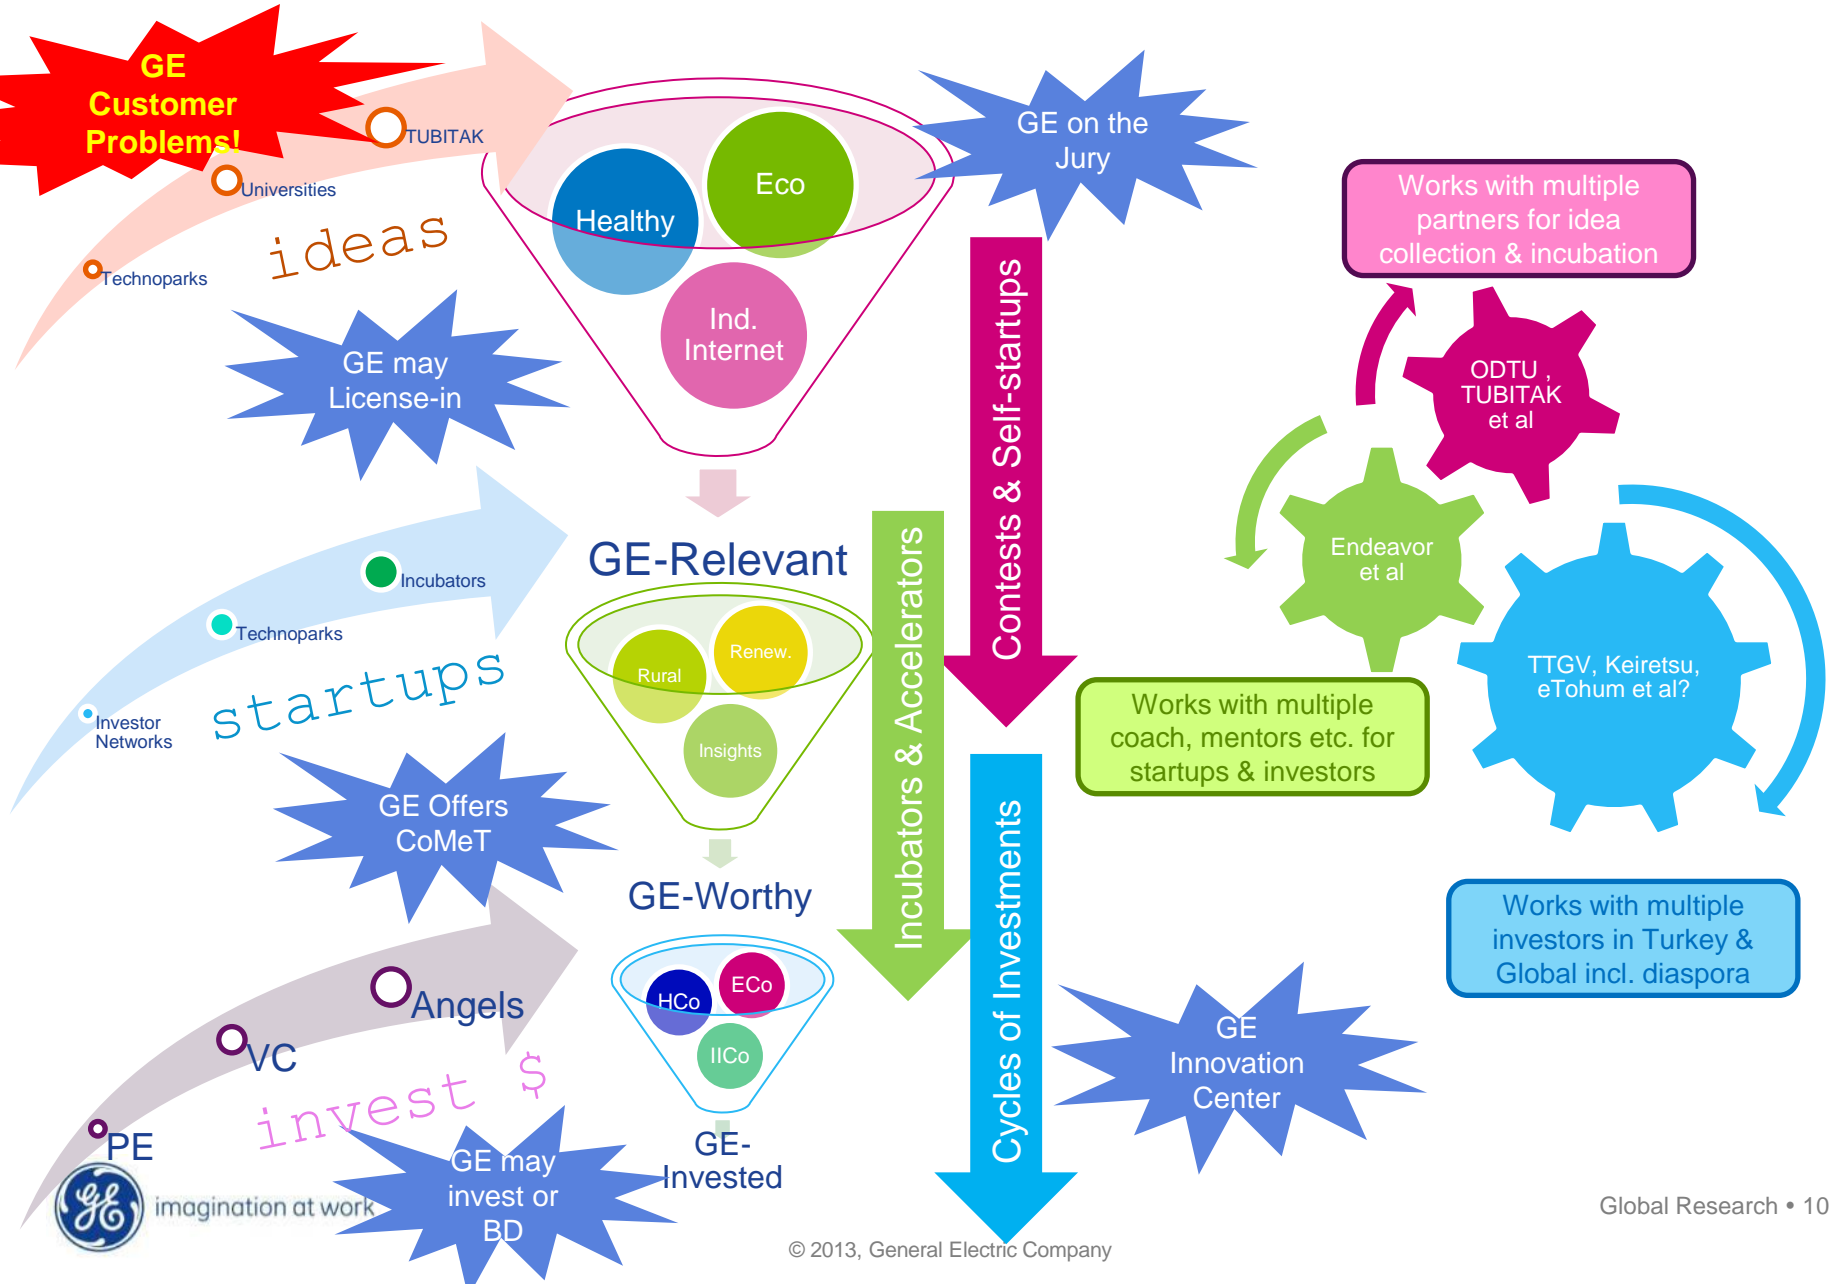 GE
Customer
Problems!
TUBITAK
Universities
Technoparks
ideas
Healthy
Eco
Ind.
Internet
GE on the
Jury
GE may
License-in
Contests & Self-startups
Works with multiple
partners for idea
collection & incubation
ODTU ,
TUBITAK
et al
Endeavor
et al
TTGV, Keiretsu,
eTohum et al?
GE-Relevant
Incubators
Technoparks
Investor
Networks
startups
Rural
Renew.
Insights
Incubators & Accelerators
Works with multiple
coach, mentors etc. for
startups & investors
GE Offers
CoMeT
GE-Worthy
Cycles of Investments
Works with multiple
investors in Turkey &
Global incl. diaspora
Angels
VC
PE
invest $
HCo
ECo
IICo
GE
Innovation
Center
GE-
Invested
GE may
invest or
BD
GE
imagination at work
Global Research • 10
© 2013, General Electric Company